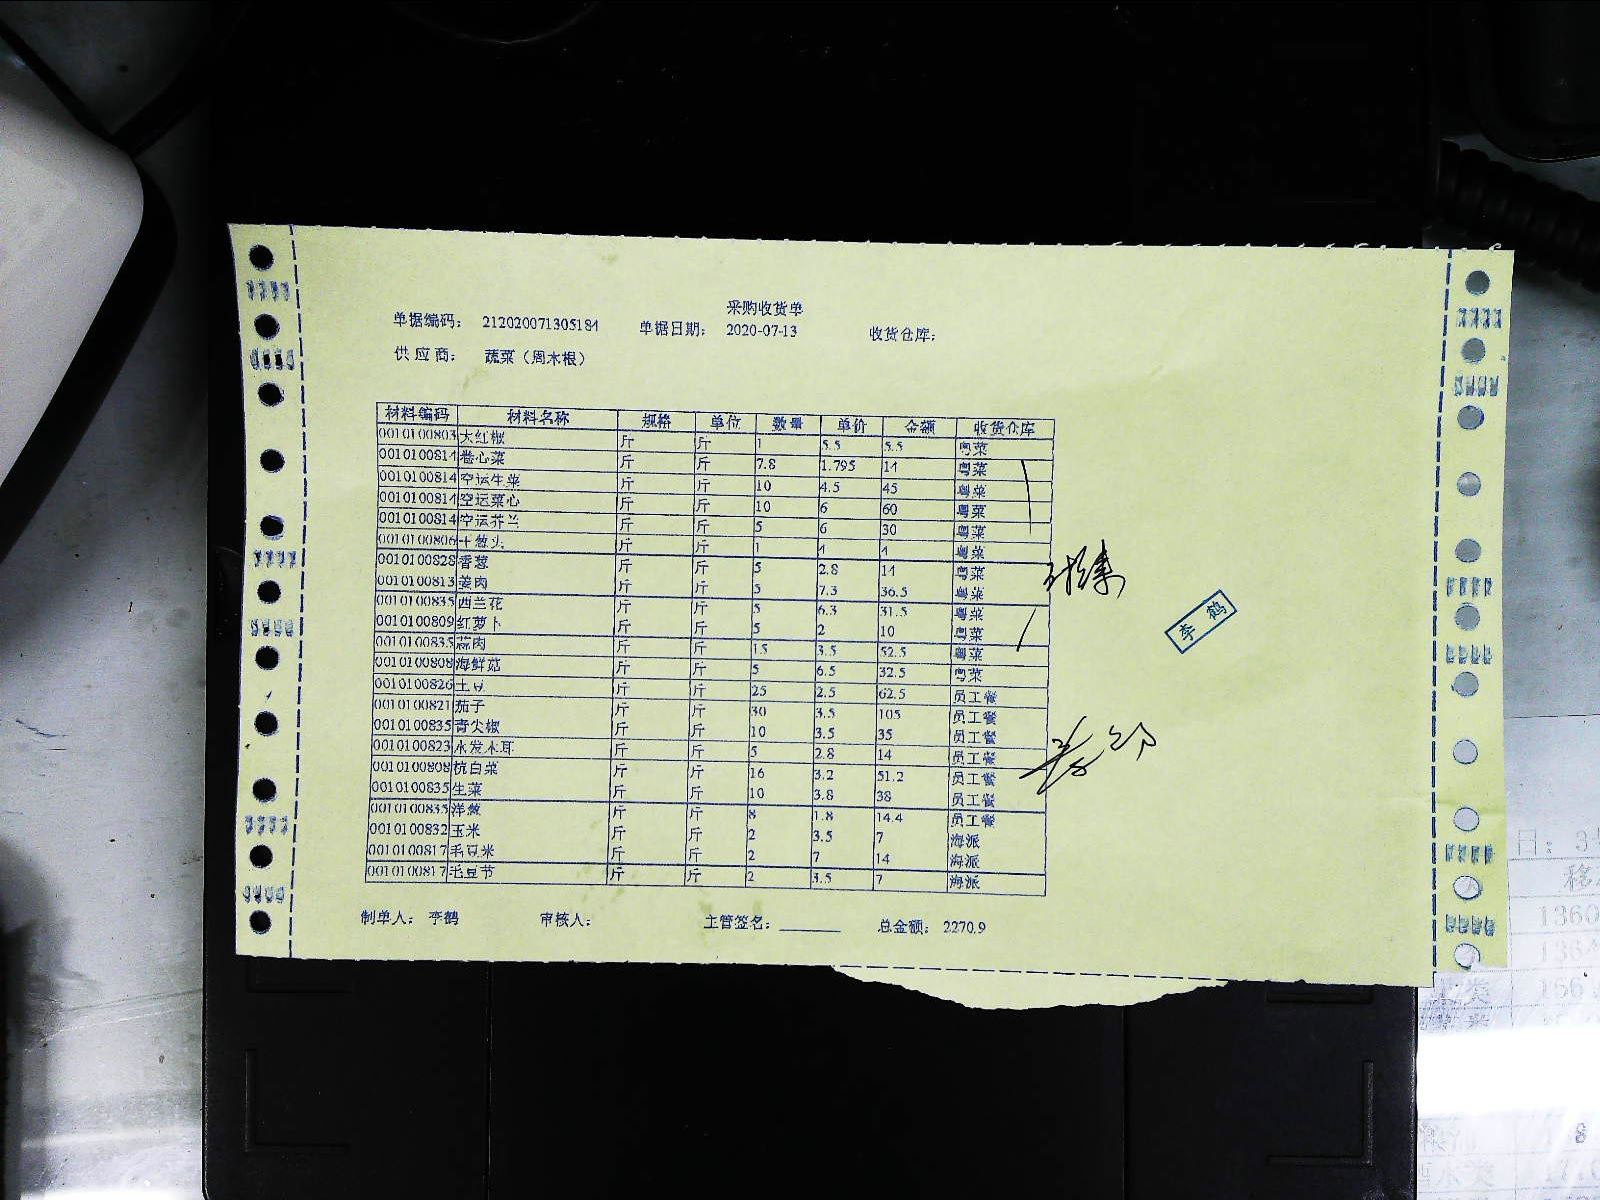 采购收货单
单据编码： 212020071305184 单据日期： 2020-07-13 收货仓库：
供 应 商： 蔬菜（周木根）
材料编码 材料名称 规格 单位 数量 单价 金额 收货仓库
0010100803 大红椒 斤 斤 1 5.5 5.5 粤菜
0010100814 卷心菜 斤 斤 7.8 1.795 14 粤菜
0010100814 空运生菜 斤 斤 10 4.5 45 粤菜
0010100814 空运菜心 斤 斤 10 6 60 粤菜
0010100814 空运芥兰 斤 斤 5 6 30 粤菜
0010100806 干葱头 斤 斤 1 4 4 粤菜
0010100828 香葱 斤 斤 5 2.8 14 粤菜
0010100813 姜肉 斤 斤 5 7.3 36.5 粤菜
0010100835 西兰花 斤 斤 5 6.3 31.5 粤菜
0010100809 红萝卜 斤 斤 5 2 10 粤菜
0010100835 蒜肉 斤 斤 15 3.5 52.5 粤菜
0010100808 海鲜菇 斤 斤 5 6.5 32.5 粤菜
0010100826 土豆 斤 斤 25 2.5 62.5 员工餐
0010100821 茄子 斤 斤 30 3.5 105 员工餐
0010100835 青尖椒 斤 斤 10 3.5 35 员工餐
0010100823 水发木耳 斤 斤 5 2.8 14 员工餐
0010100808 杭白菜 斤 斤 16 3.2 51.2 员工餐
0010100835 生菜 斤 斤 10 3.8 38 员工餐
0010100835 洋葱 斤 斤 8 1.8 14.4 员工餐
0010100832 玉米 斤 斤 2 3.5 7 海派
0010100817 毛豆米 斤 斤 2 7 14 海派
0010100817 毛豆节 斤 斤 2 3.5 7 海派
李 鹤
制单人： 李鹤 审核人： 主管签名： 总金额： 2270.9